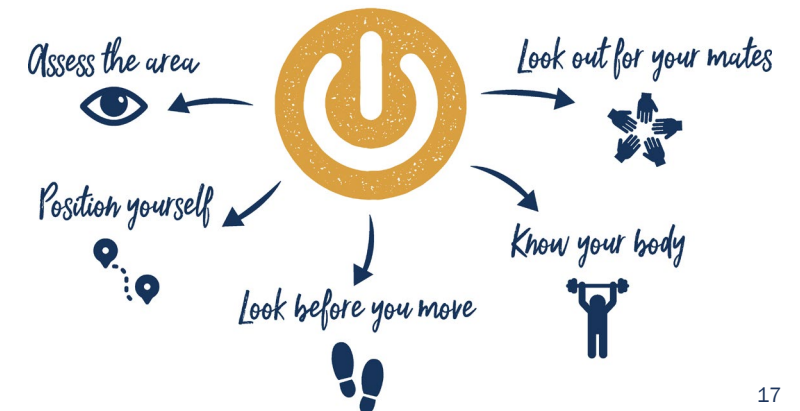 Assess the area
Look out for your mates
Position yourself
Know your body
Look before you move
17